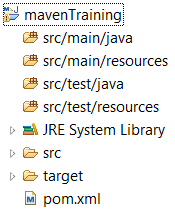 mavenTraining
src/main/java
src/main/resources
src/test/java
src/test/resources
JRE System Library
src
target
pom.xml